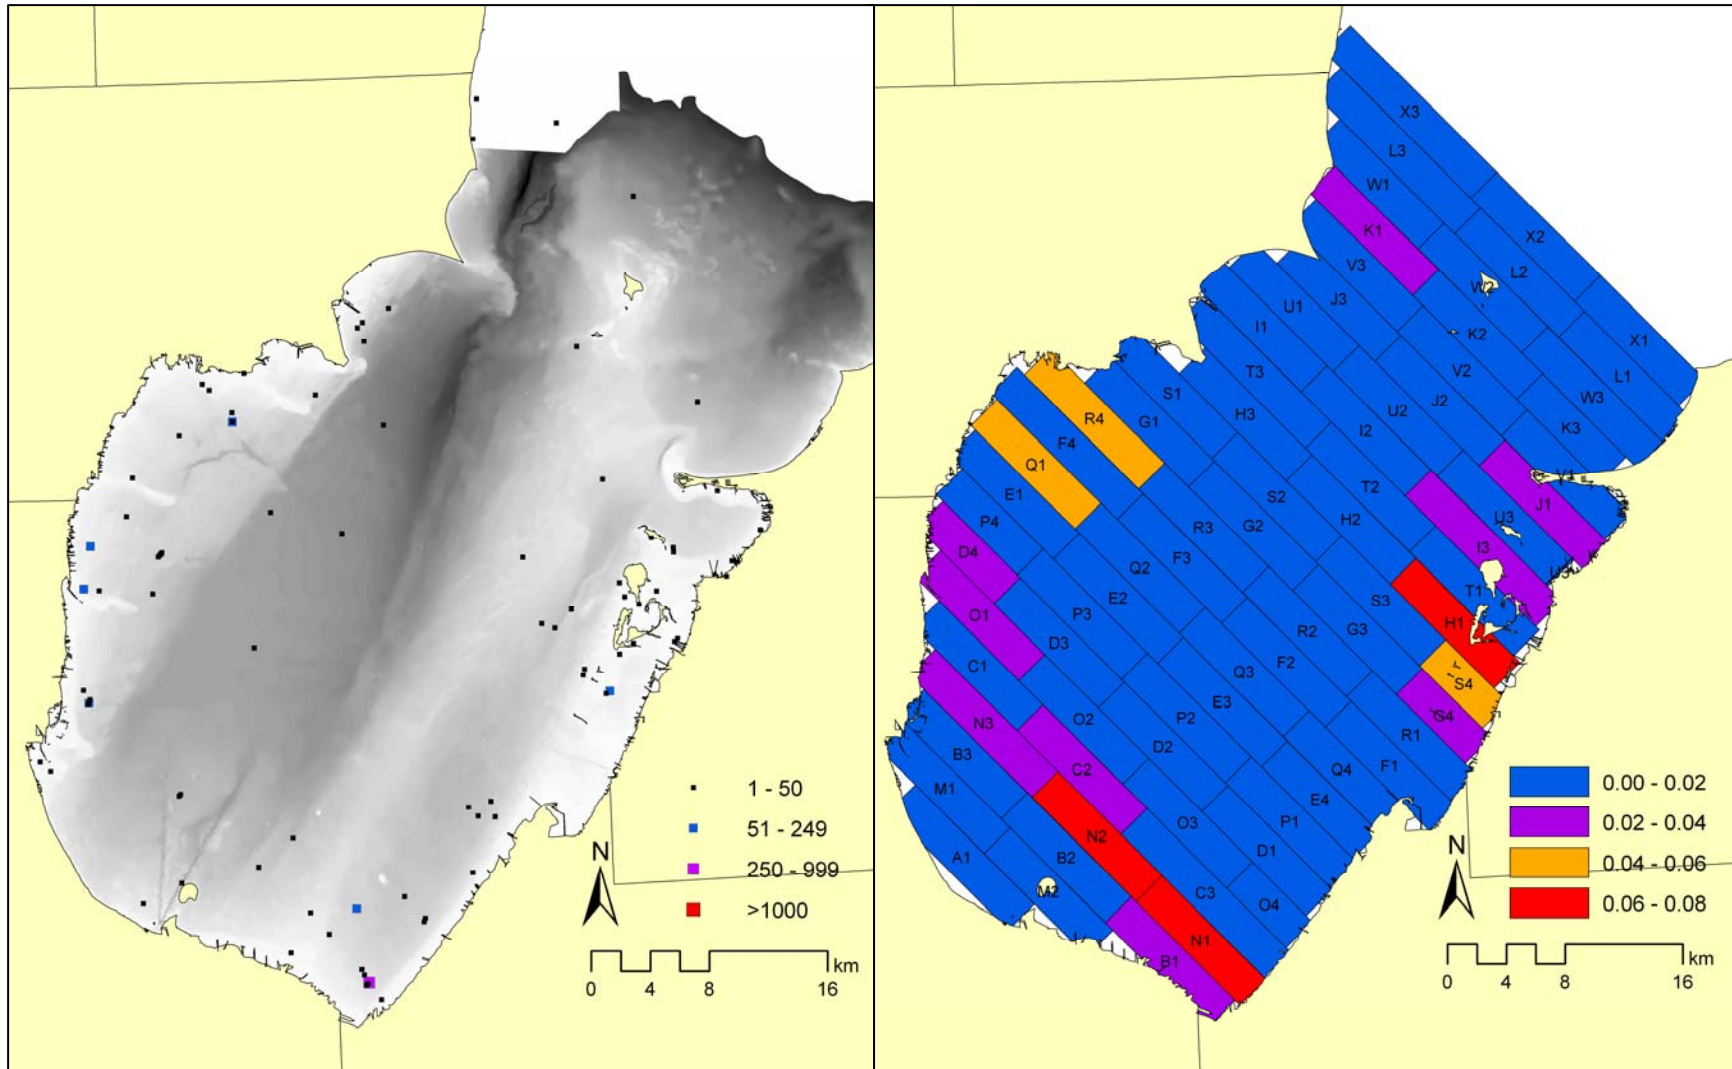 1 - 50
51 - 249
250 - 999
>1000
N
km
0 4 8 16
X3
L3
W1
K1
X2
V3
L2
W2
U1
J3
I1
K2
X1
T3
V2
L1
S1
W3
H3
U2
J2
R4
G1
I2
K3
F4
Q1
V1
T2
E1
S2
J1
P4
R3
G2
H2
U3
I3
D4
F3
Q2
T1
E2
S3
O1
P3
H1
D3
R2
G3
C1
F2
Q3
S4
E3
N3
O2
P2
G4
B3
D2
R1
C2
Q4
F1
M1
E4
N2
O3
P1
A1
B2
D1
M2
C3
O4
N1
B1
0.00 - 0.02
0.02 - 0.04
0.04 - 0.06
0.06 - 0.08
N
km
0 4 8 16